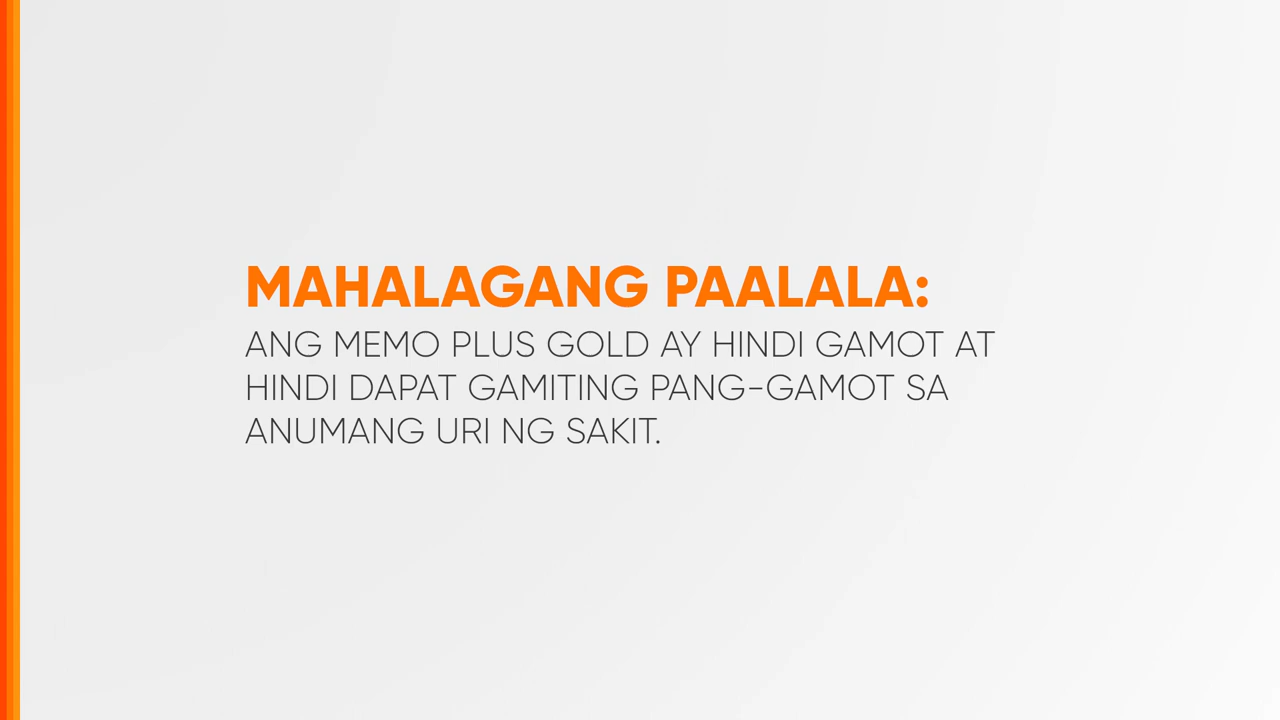 MAHALAGANG PAALALA:
ANG MEMO PLUS GOLD AY HINDI GAMOT AT
HINDI DAPAT GAMITING PANG-GAMOT SA
ANUMANG URI NG SAKIT.